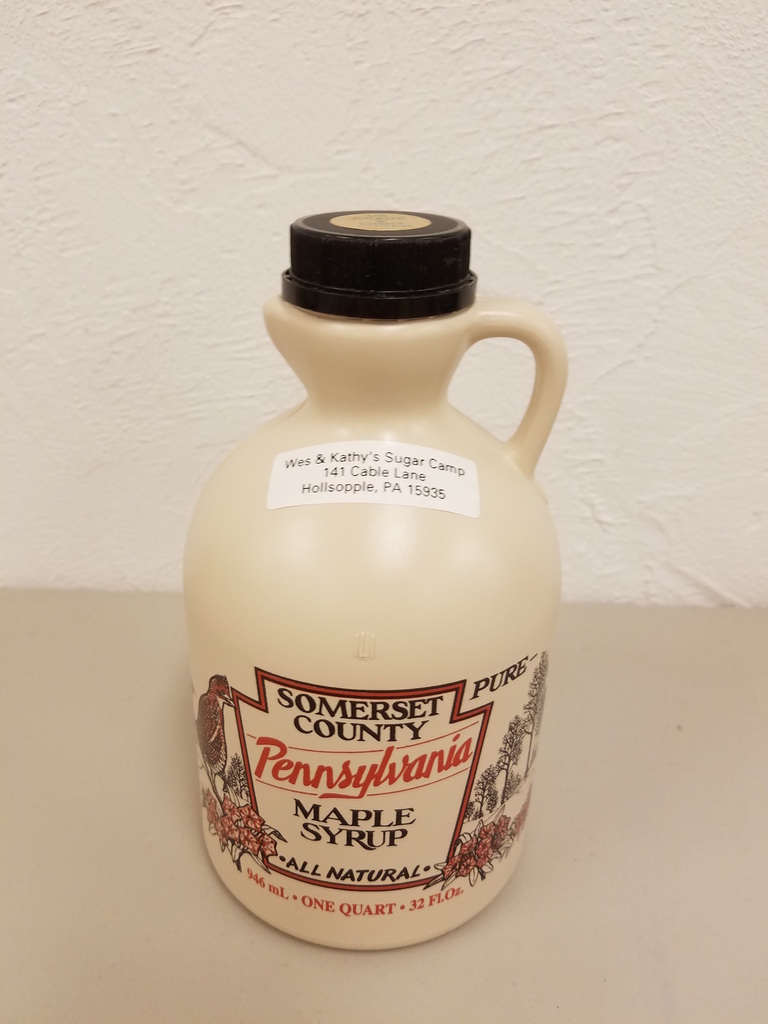 Wes & Kathy's Sugar Camp
141 Cable Lane
Hollsopple, PA 15935
PURE
SOMERSET
COUNTY
Pennsylvania
MAPLE
SYRUP
•ALL NATURAL•
946 mL • ONE QUART • 32 Fl.Oz.